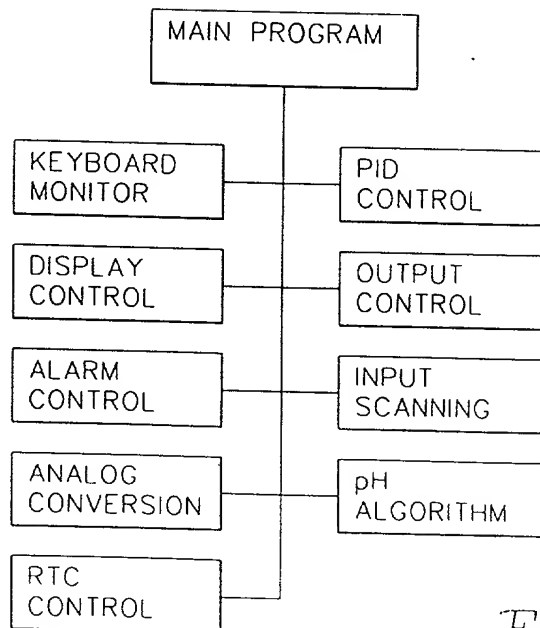 MAIN PROGRAM
KEYBOARD
MONITOR
PID
CONTROL
DISPLAY
CONTROL
OUTPUT
CONTROL
ALARM
CONTROL
INPUT
SCANNING
ANALOG
CONVERSION
pH
ALGORITHM
RTC
CONTROL